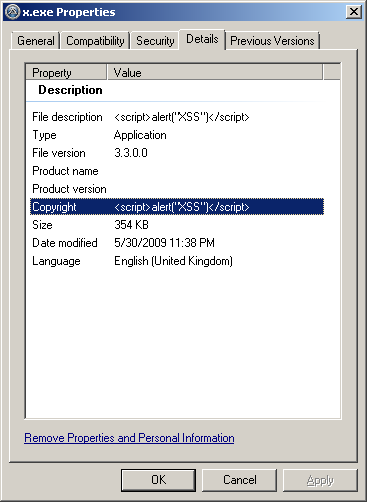 x.exe Properties
General Compatibility Security Details Previous Versions
Property Value
Description
File description <script>alert("XSS")</script>
Type Application
File version 3.3.0.0
Product name
Product version
Copyright <script>alert("XSS")</script>
Size 354 KB
Date modified 5/30/2009 11:38 PM
Language English (United Kingdom)
Remove Properties and Personal Information
OK Cancel Apply